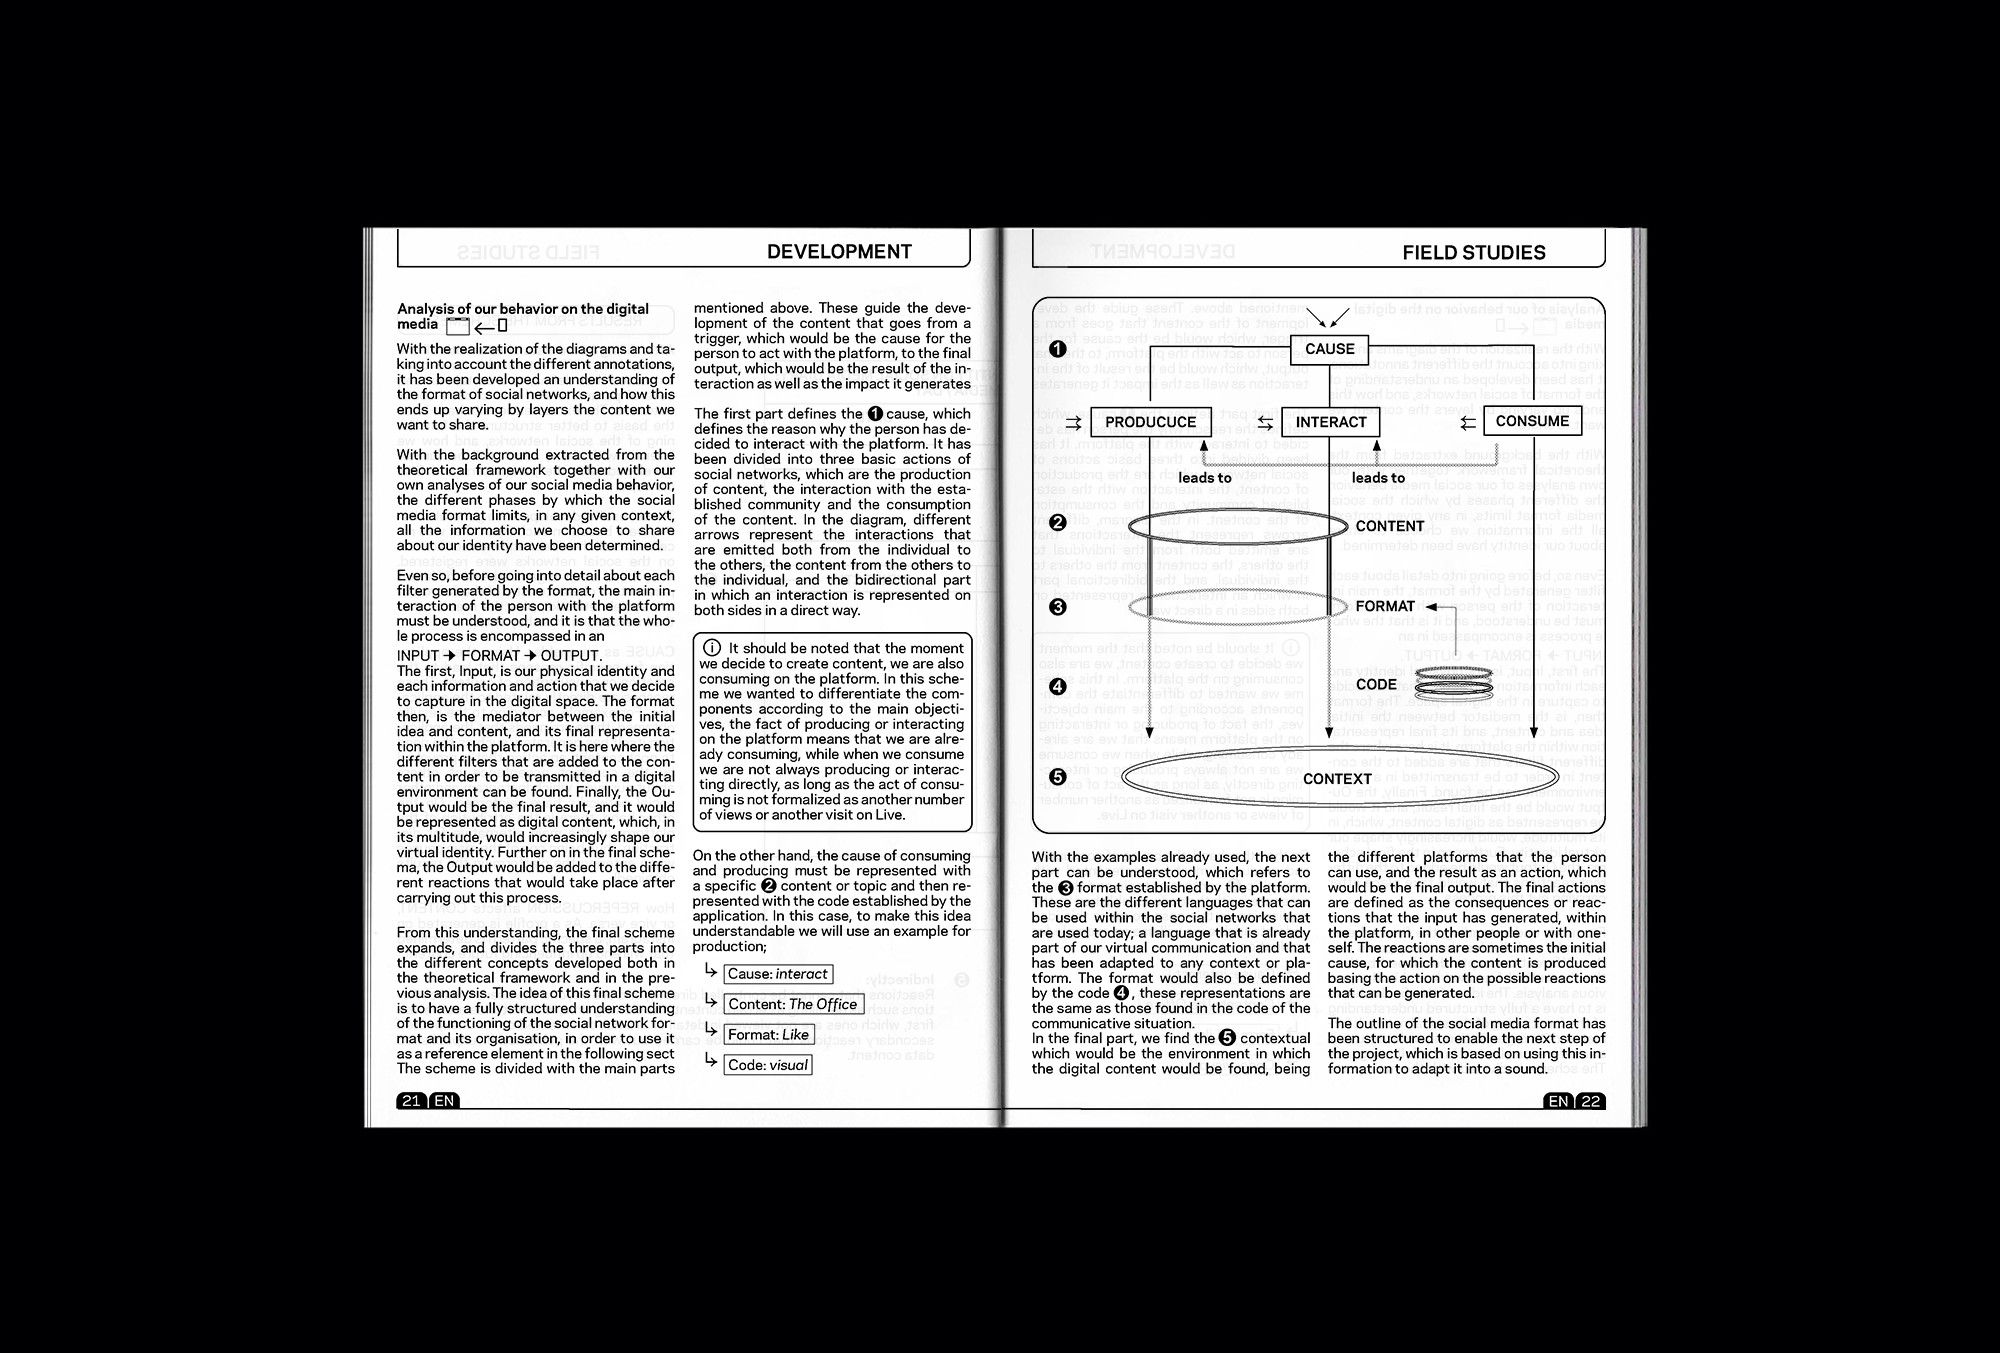 DEVELOPMENT
Analysis of our behavior on the digital
media
With the realization of the diagrams and ta-
king into account the different annotations,
it has been developed an understanding of
the format of social networks, and how this
ends up varying by layers the content we
want to share.
With the background extracted from the
theoretical framework together with our
own analyses of our social media behavior,
the different phases by which the social
media format limits, in any given context,
all the information we choose to share
about our identity have been determined.
Even so, before going into detail about each
filter generated by the format, the main in-
teraction of the person with the platform
must be understood, and it is that the who-
le process is encompassed in an
INPUT → FORMAT → OUTPUT.
The first, Input, is our physical identity and
each information and action that we decide
to capture in the digital space. The format
then, is the mediator between the initial
idea and content, and its final representa-
tion within the platform. It is here where the
different filters that are added to the con-
tent in order to be transmitted in a digital
environment can be found. Finally, the Ou-
tput would be the final result, and it would
be represented as digital content, which, in
its multitude, would increasingly shape our
virtual identity. Further on in the final sche-
ma, the Output would be added to the diffe-
rent reactions that would take place after
carrying out this process.
From this understanding, the final scheme
expands, and divides the three parts into
the different concepts developed both in
the theoretical framework and in the pre-
vious analysis. The idea of this final scheme
is to have a fully structured understanding
of the functioning of the social network for-
mat and its organisation, in order to use it
as a reference element in the following sect
The scheme is divided with the main parts
mentioned above. These guide the deve-
lopment of the content that goes from a
trigger, which would be the cause for the
person to act with the platform, to the final
output, which would be the result of the in-
teraction as well as the impact it generates
The first part defines the ❶ cause, which
defines the reason why the person has de-
cided to interact with the platform. It has
been divided into three basic actions of
social networks, which are the production
of content, the interaction with the esta-
blished community and the consumption
of the content. In the diagram, different
arrows represent the interactions that
are emitted both from the individual to
the others, the content from the others to
the individual, and the bidirectional part
in which an interaction is represented on
both sides in a direct way.
ⓘ It should be noted that the moment
we decide to create content, we are also
consuming on the platform. In this sche-
me we wanted to differentiate the com-
ponents according to the main objecti-
ves, the fact of producing or interacting
on the platform means that we are alre-
ady consuming, while when we consume
we are not always producing or interac-
ting directly, as long as the act of consu-
ming is not formalized as another number
of views or another visit on Live.
On the other hand, the cause of consuming
and producing must be represented with
a specific ❷ content or topic and then re-
presented with the code established by the
application. In this case, to make this idea
understandable we will use an example for
production;
Cause: interact
Content: The Office
Format: Like
Code: visual
21 | EN
FIELD STUDIES
❶ CAUSE
PRODUCUCE INTERACT CONSUME
leads to leads to
❷ CONTENT
❸ FORMAT
❹ CODE
❺ CONTEXT
With the examples already used, the next
part can be understood, which refers to
the ❸ format established by the platform.
These are the different languages that can
be used within the social networks that
are used today; a language that is already
part of our virtual communication and that
has been adapted to any context or pla-
tform. The format would also be defined
by the code ❹, these representations are
the same as those found in the code of the
communicative situation.
In the final part, we find the ❺ contextual
which would be the environment in which
the digital content would be found, being
the different platforms that the person
can use, and the result as an action, which
would be the final output. The final actions
are defined as the consequences or reac-
tions that the input has generated, within
the platform, in other people or with one-
self. The reactions are sometimes the initial
cause, for which the content is produced
basing the action on the possible reactions
that can be generated.
The outline of the social media format has
been structured to enable the next step of
the project, which is based on using this in-
formation to adapt it into a sound.
EN | 22